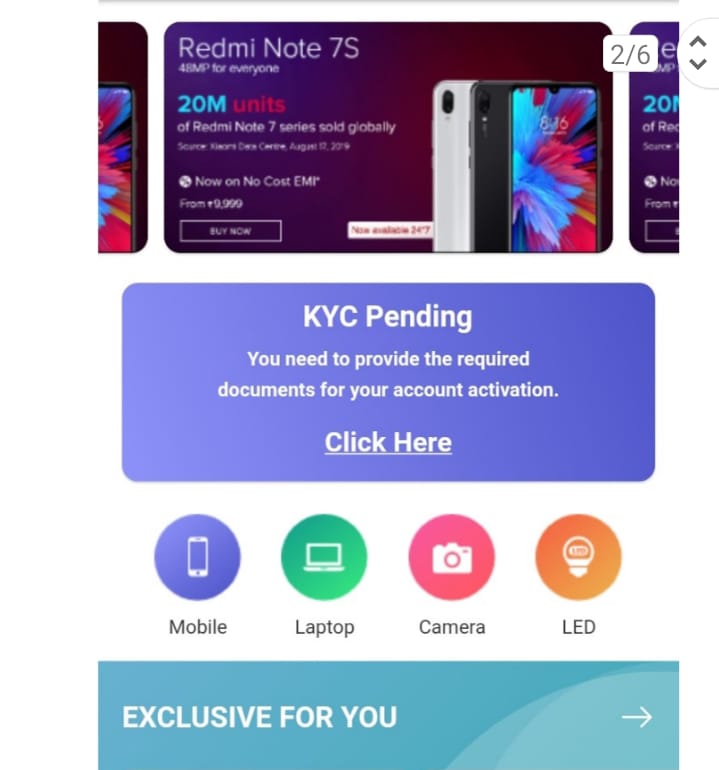 Redmi Note 7S
48MP for everyone
20M units
of Redmi Note 7 series sold globally
Source: Xiaomi Data Centre, August 17, 2019
Now on No Cost EMI*
From ₹9,999
BUY NOW
Now available 24*7
2/6
20
of Red
Source:
No
From ₹
KYC Pending
You need to provide the required
documents for your account activation.
Click Here
Mobile
Laptop
Camera
LED
EXCLUSIVE FOR YOU